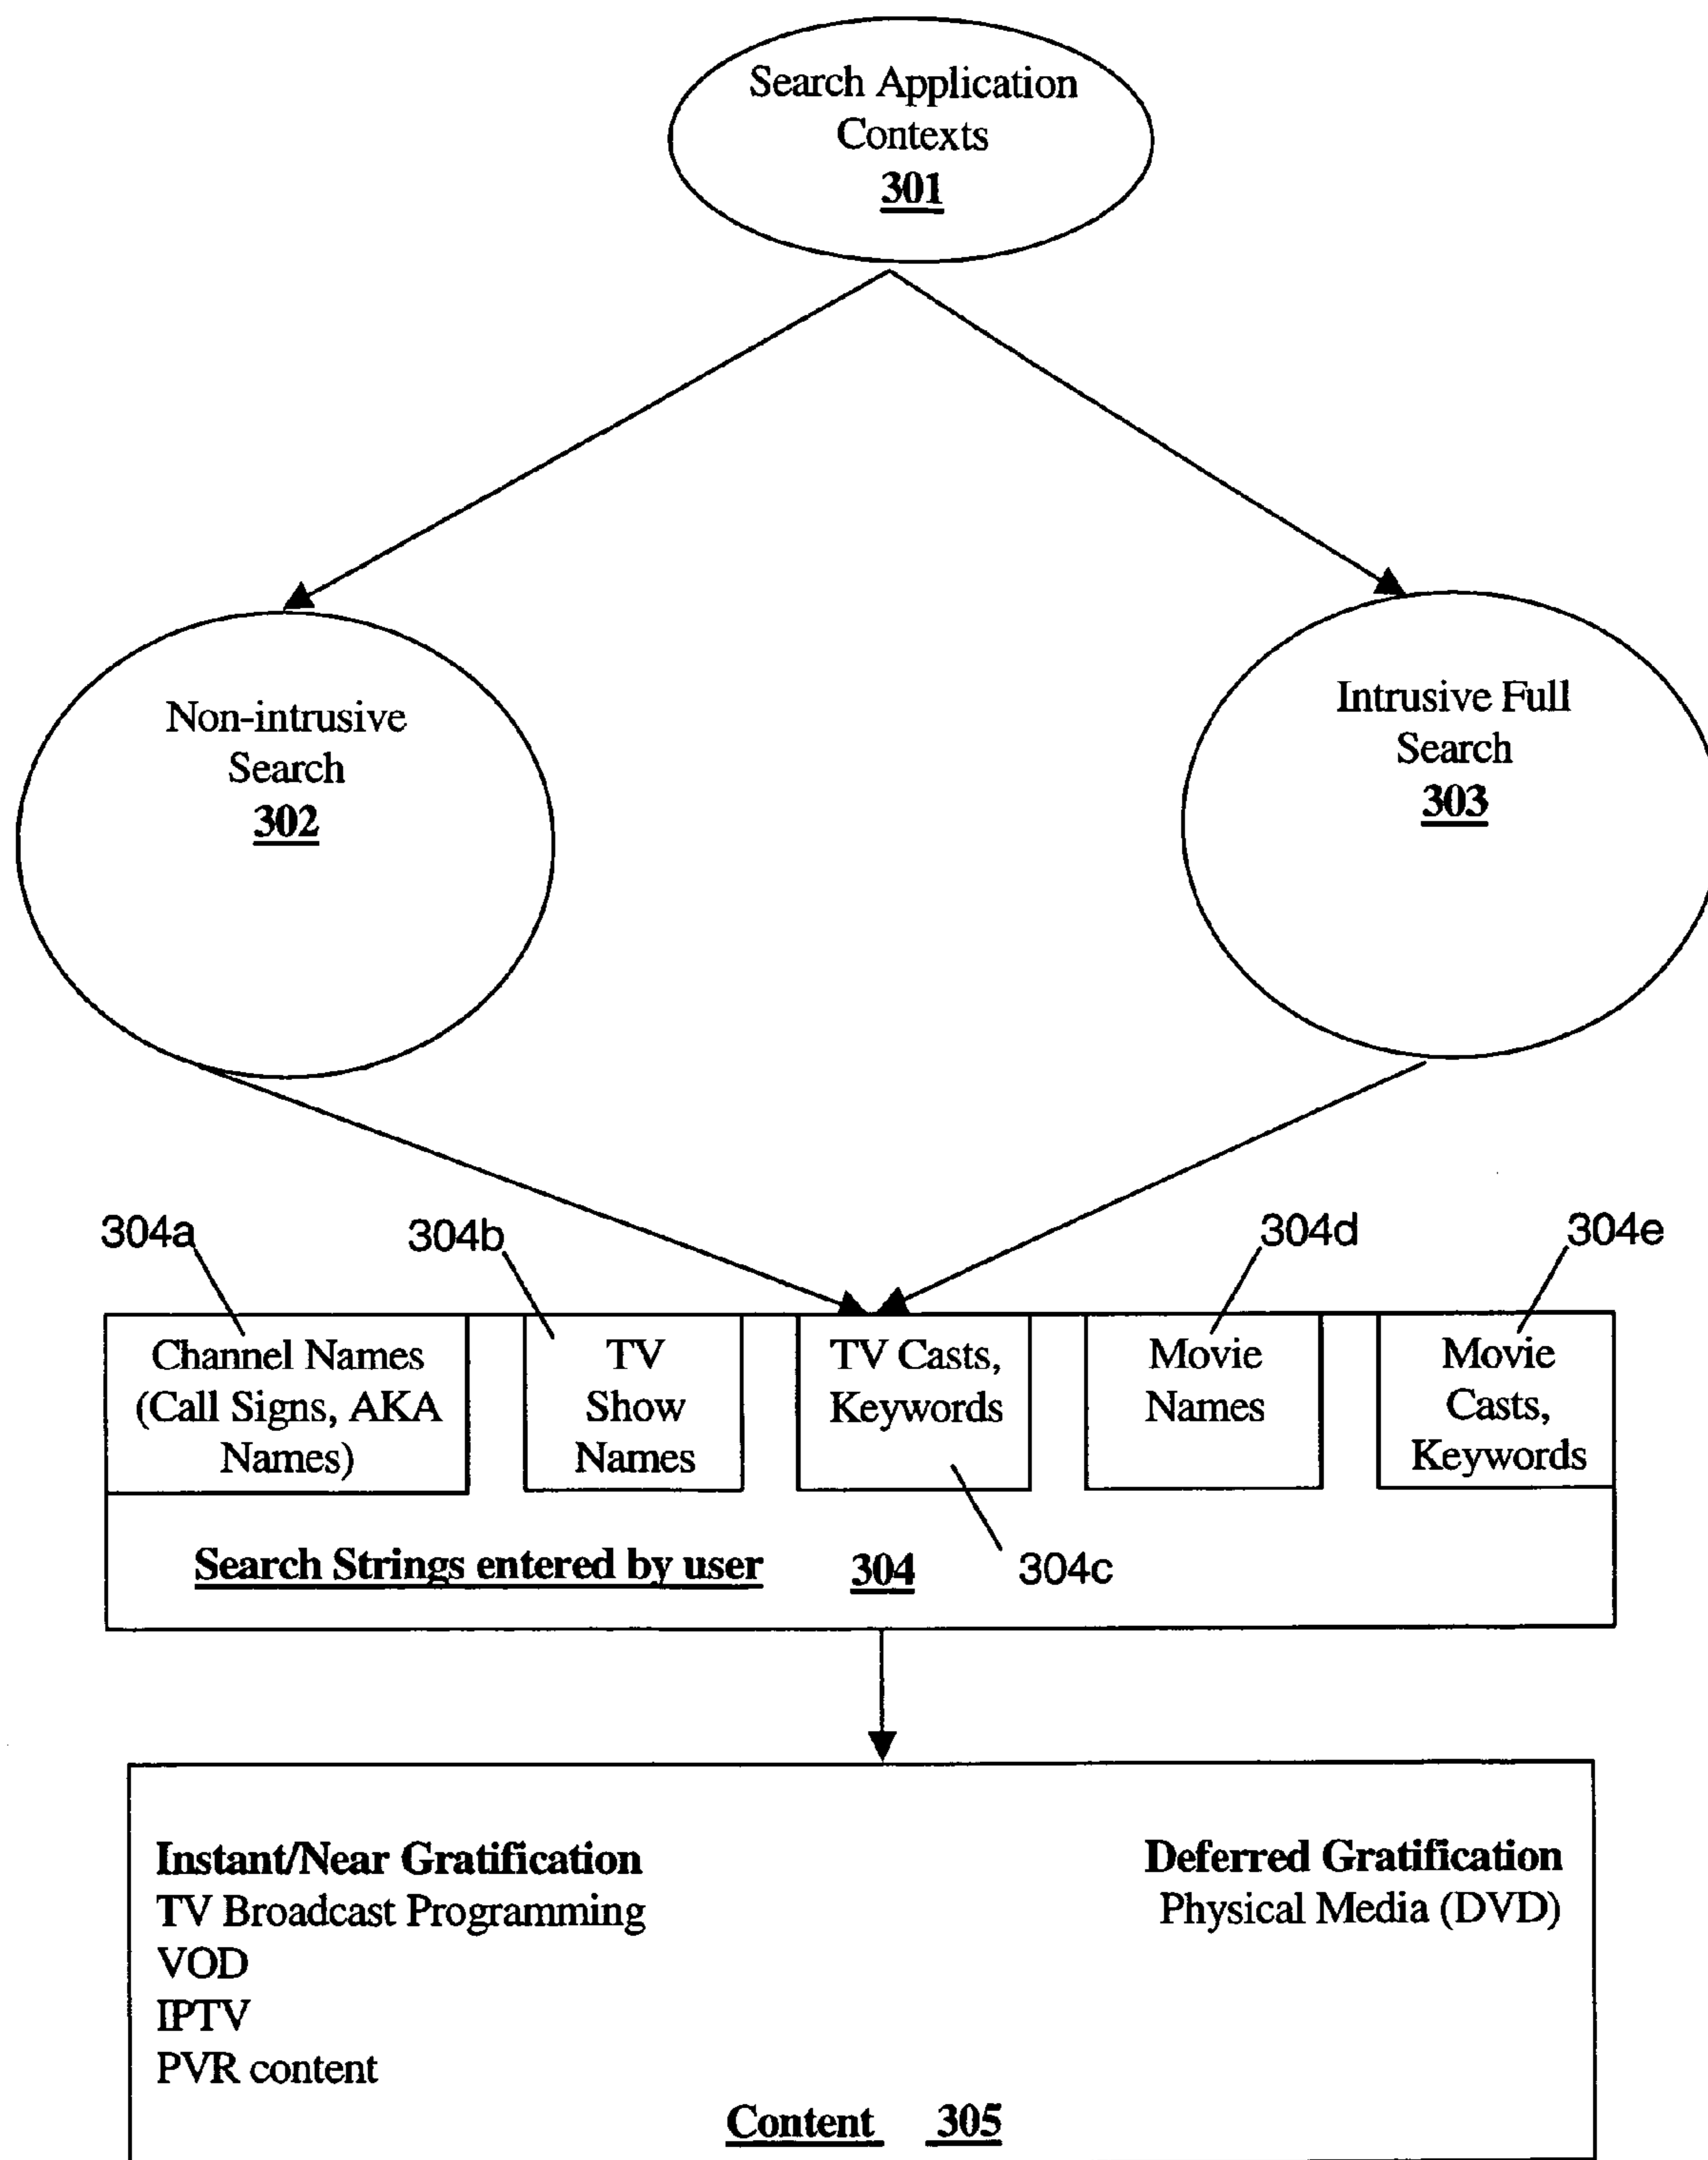 Search Application
Contexts
301
Non-intrusive
Search
302
Intrusive Full
Search
303
304a
304b
304d
304e
Channel Names
(Call Signs, AKA
Names)
TV
Show
Names
TV Casts,
Keywords
Movie
Names
Movie
Casts,
Keywords
Search Strings entered by user 304
304c
Instant/Near Gratification
TV Broadcast Programming
VOD
IPTV
PVR content
Deferred Gratification
Physical Media (DVD)
Content 305